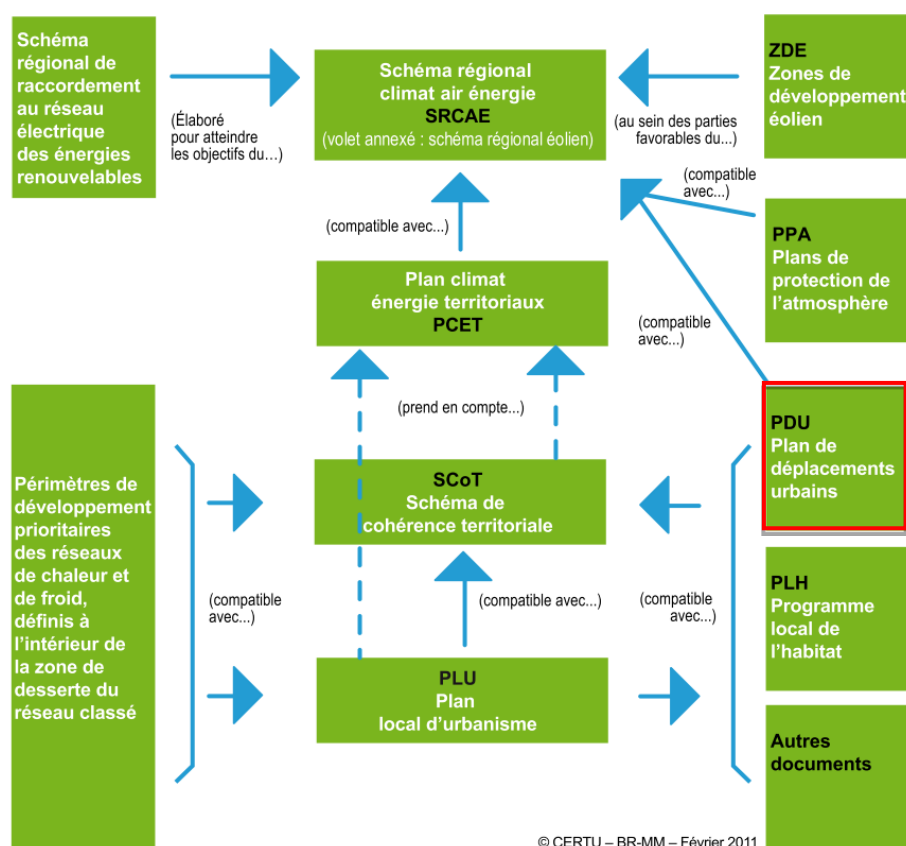 Schéma
régional de
raccordement
au réseau
électrique
des énergies
renouvelables
(Élaboré
pour atteindre
les objectifs du...)
Schéma régional
climat air énergie
SRCAE
(volet annexé : schéma régional éolien)
(au sein des parties
favorables du...)
ZDE
Zones de
développement
éolien
(compatible
avec...)
(compatible avec...)
PPA
Plans de
protection de
l'atmosphère
Plan climat
énergie territoriaux
PCET
(compatible
avec...)
(prend en compte...)
PDU
Plan de
déplacements
urbains
Périmètres de
développement
prioritaires
des réseaux
de chaleur et
de froid,
définis à
l'intérieur de
la zone de
desserte du
réseau classé
SCoT
Schéma de
cohérence territoriale
(compatible
avec...)
(compatible avec...)
(compatible
avec...)
PLH
Programme
local de
l'habitat
PLU
Plan
local d'urbanisme
Autres
documents
© CERTU – BR-MM – Février 2011